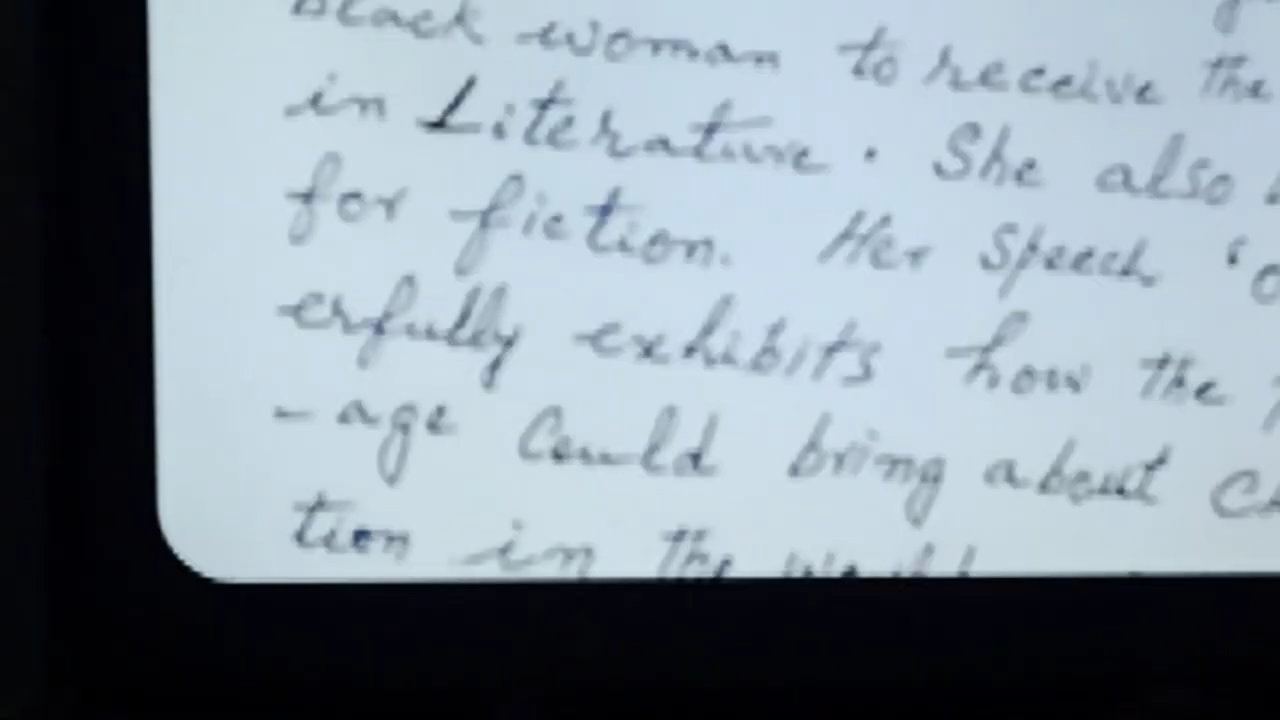 black woman to receive the
in Literature. She also
for fiction. Her speech '
erfully exhibits how the
- age could bring about
tion in the world